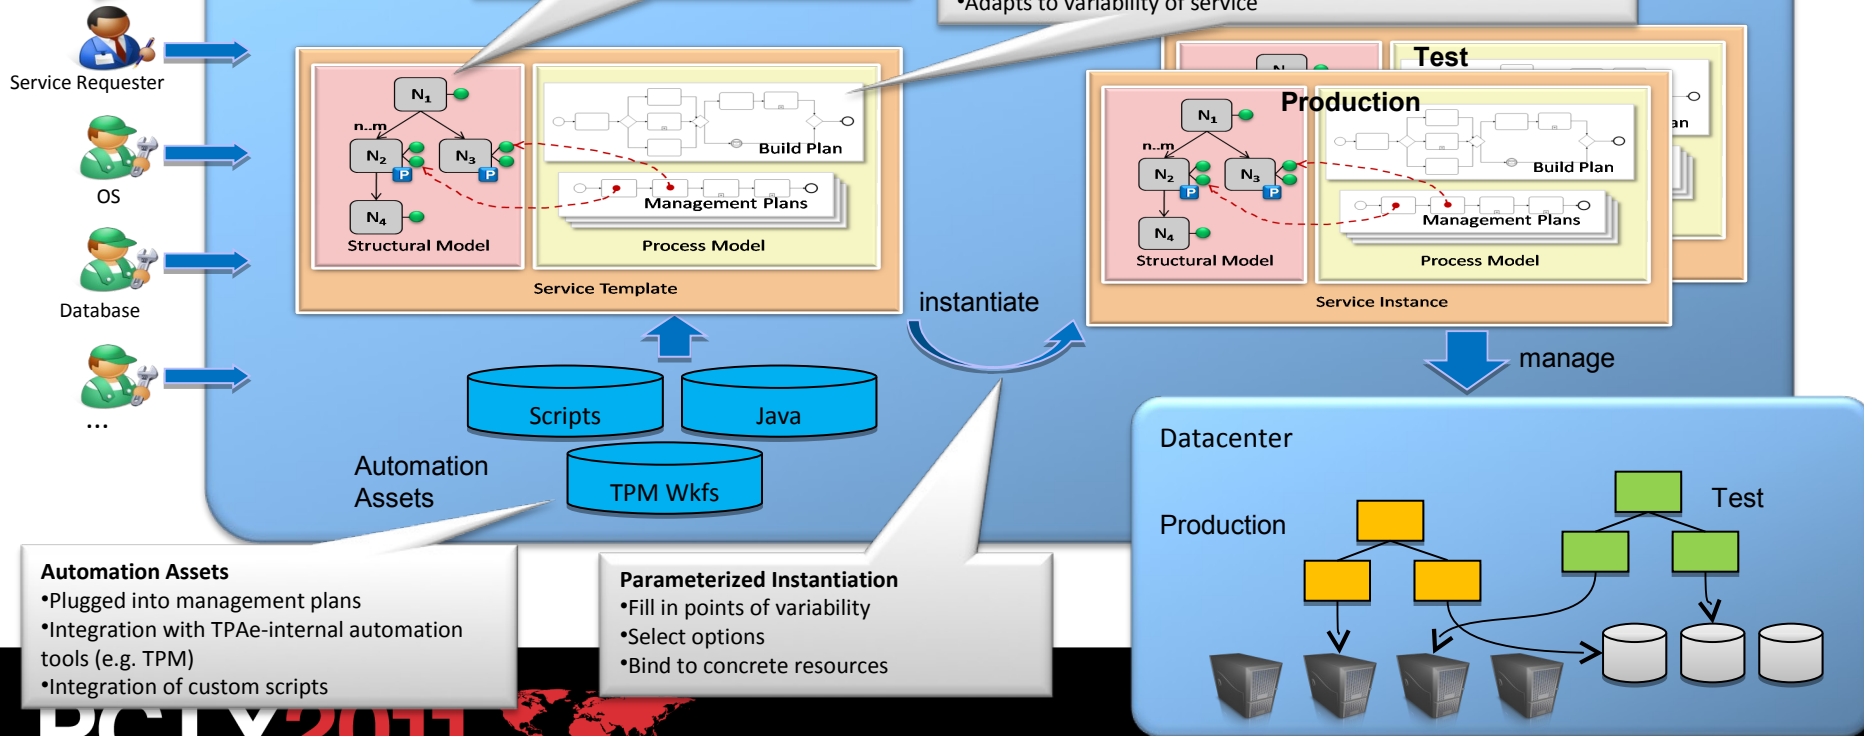 •Adapts to variability of service
Service Requester
OS
Database
...
N1
n..m
N2
N3
P
P
N4
Structural Model
Build Plan
Management Plans
Process Model
Service Template
instantiate
Test
an
Production
N1
n..m
N2
N3
P
P
N4
Structural Model
Build Plan
Management Plans
Process Model
Service Instance
manage
Scripts
Java
TPM Wkfs
Automation
Assets
Automation Assets
•Plugged into management plans
•Integration with TPAe-internal automation
tools (e.g. TPM)
•Integration of custom scripts
Parameterized Instantiation
•Fill in points of variability
•Select options
•Bind to concrete resources
Datacenter
Production
Test
PCTY2011